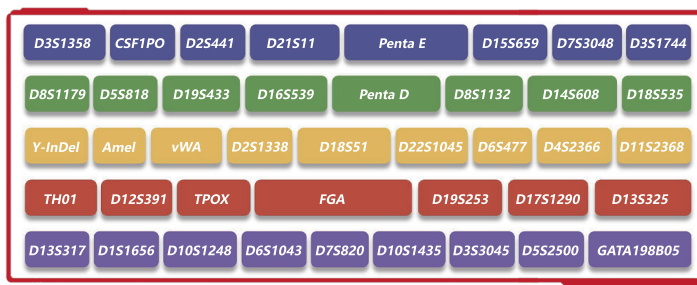 D3S1358 CSF1PO D2S441 D21S11 Penta E D15S659 D7S3048 D3S1744
D8S1179 D5S818 D19S433 D16S539 Penta D D8S1132 D14S608 D18S535
Y-InDel Amel vWA D2S1338 D18S51 D22S1045 D6S477 D4S2366 D11S2368
TH01 D12S391 TPOX FGA D19S253 D17S1290 D13S325
D13S317 D1S1656 D10S1248 D6S1043 D7S820 D10S1435 D3S3045 D5S2500 GATA198B05